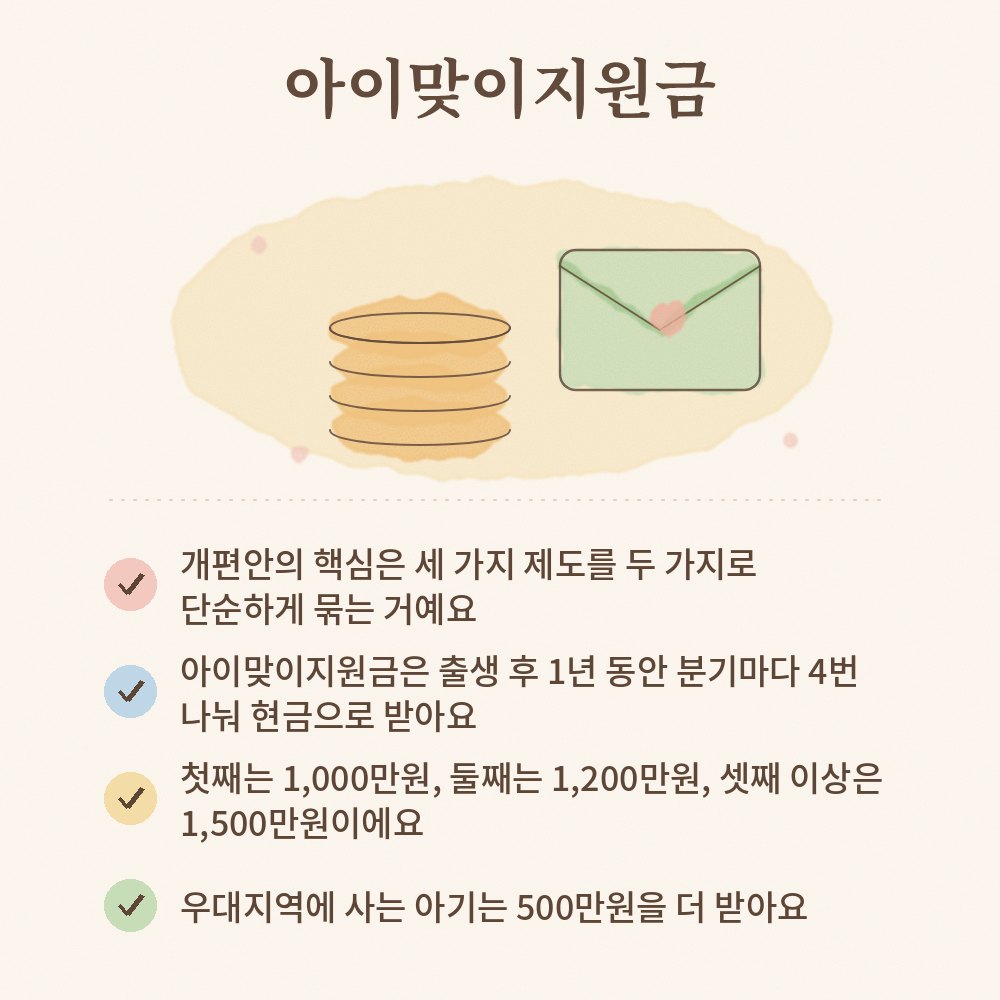 아이맞이지원금
개편안의 핵심은 세 가지 제도를 두 가지로
단순하게 묶는 거예요
아이맞이지원금은 출생 후 1년 동안 분기마다 4번
나눠 현금으로 받아요
첫째는 1,000만원, 둘째는 1,200만원, 셋째 이상은
1,500만원이에요
우대지역에 사는 아기는 500만원을 더 받아요